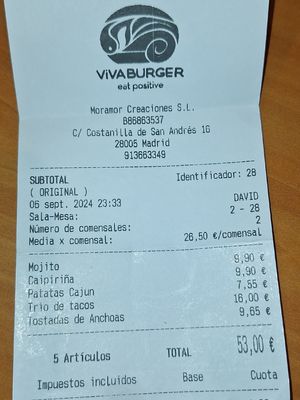 ViVABURGER
eat positive
Moramor Creaciones S.L.
B86863537
C/ Costanilla de San Andrés 16
28005 Madrid
913663349
SUBTOTAL Identificador: 28
( ORIGINAL )
06 sept. 2024 23:33 DAVID
Sala-Mesa: 2 - 28
Número de comensales: 2
Media x comensal: 26,50 €/comensal
Mojito 9,90 €
Caipiriña 9,90 €
Patatas Cajun 7,55 €
Trio de tacos 16,00 €
Tostadas de Anchoas 9,65 €
5 Artículos TOTAL 53,00 €
Impuestos incluidos Base Cuota